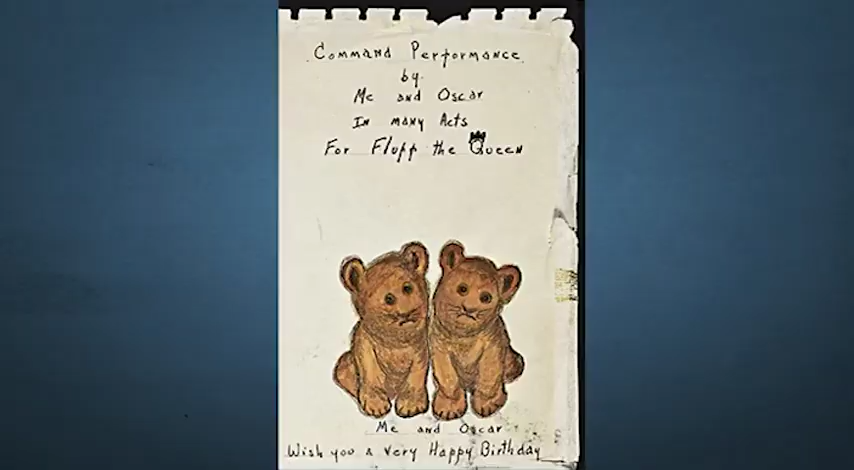 Command Performance
by
Me and Oscar
In many Acts
For Flupp the Queen
Me and Oscar
Wish you a very Happy Birthday